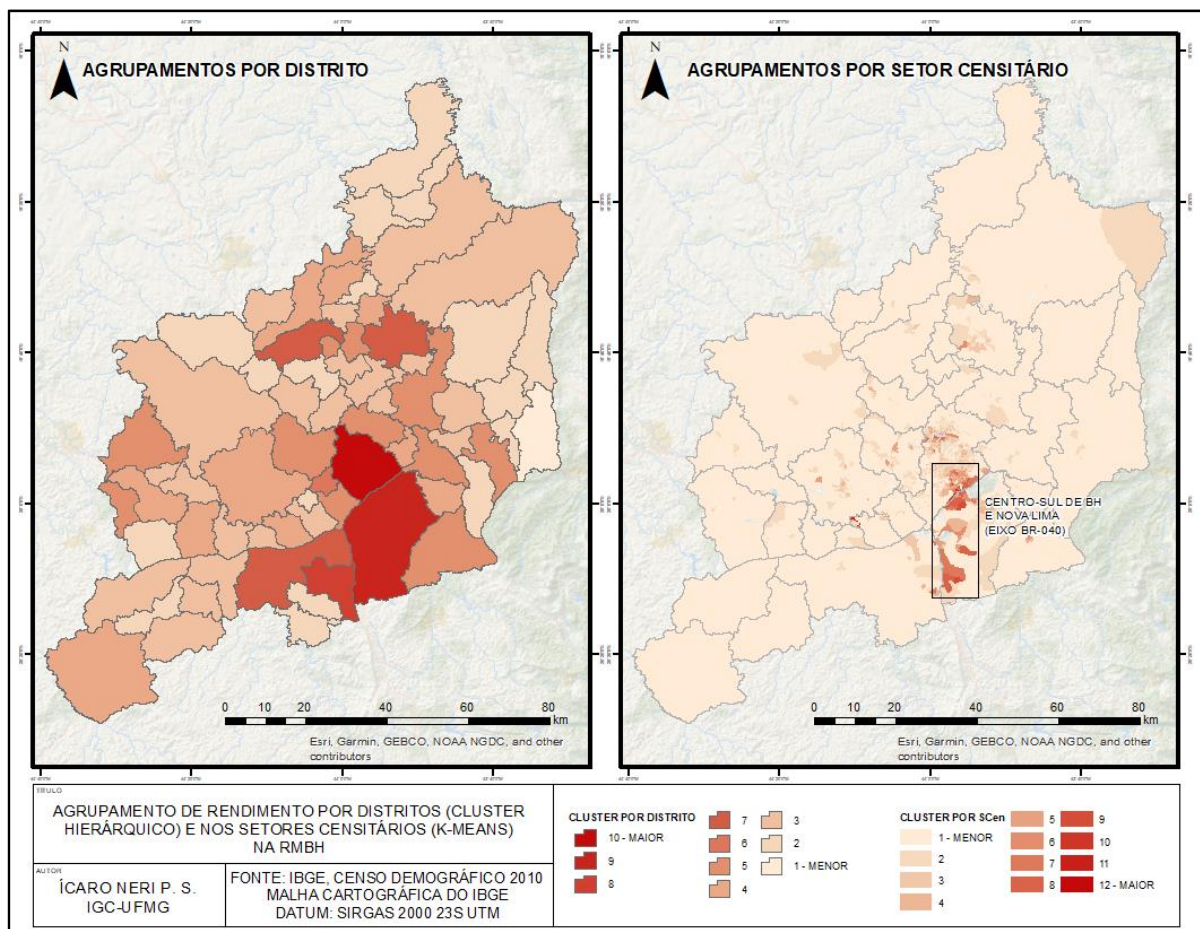 N
AGRUPAMENTOS POR DISTRITO
0 10 20 40 60 80
km
Esri, Garmin, GEBCO, NOAA NGDC, and other
contributors
N
AGRUPAMENTOS POR SETOR CENSITÁRIO
CENTRO-SUL DE BH
E NOVA LIMA
(EIXO BR-040)
0 10 20 40 60 80
km
Esri, Garmin, GEBCO, NOAA NGDC, and other
contributors
TÍTULO
AGRUPAMENTO DE RENDIMENTO POR DISTRITOS (CLUSTER
HIERÁRQUICO) E NOS SETORES CENSITÁRIOS (K-MEANS)
NA RMBH
AUTOR
ÍCARO NERI P. S.
IGC-UFMG
FONTE: IBGE, CENSO DEMOGRÁFICO 2010
MALHA CARTOGRÁFICA DO IBGE
DATUM: SIRGAS 2000 23S UTM
CLUSTER POR DISTRITO
10 - MAIOR
9
8
7
6
5
4
3
2
1 - MENOR
CLUSTER POR SCen
1 - MENOR
2
3
4
5
6
7
8
9
10
11
12 - MAIOR